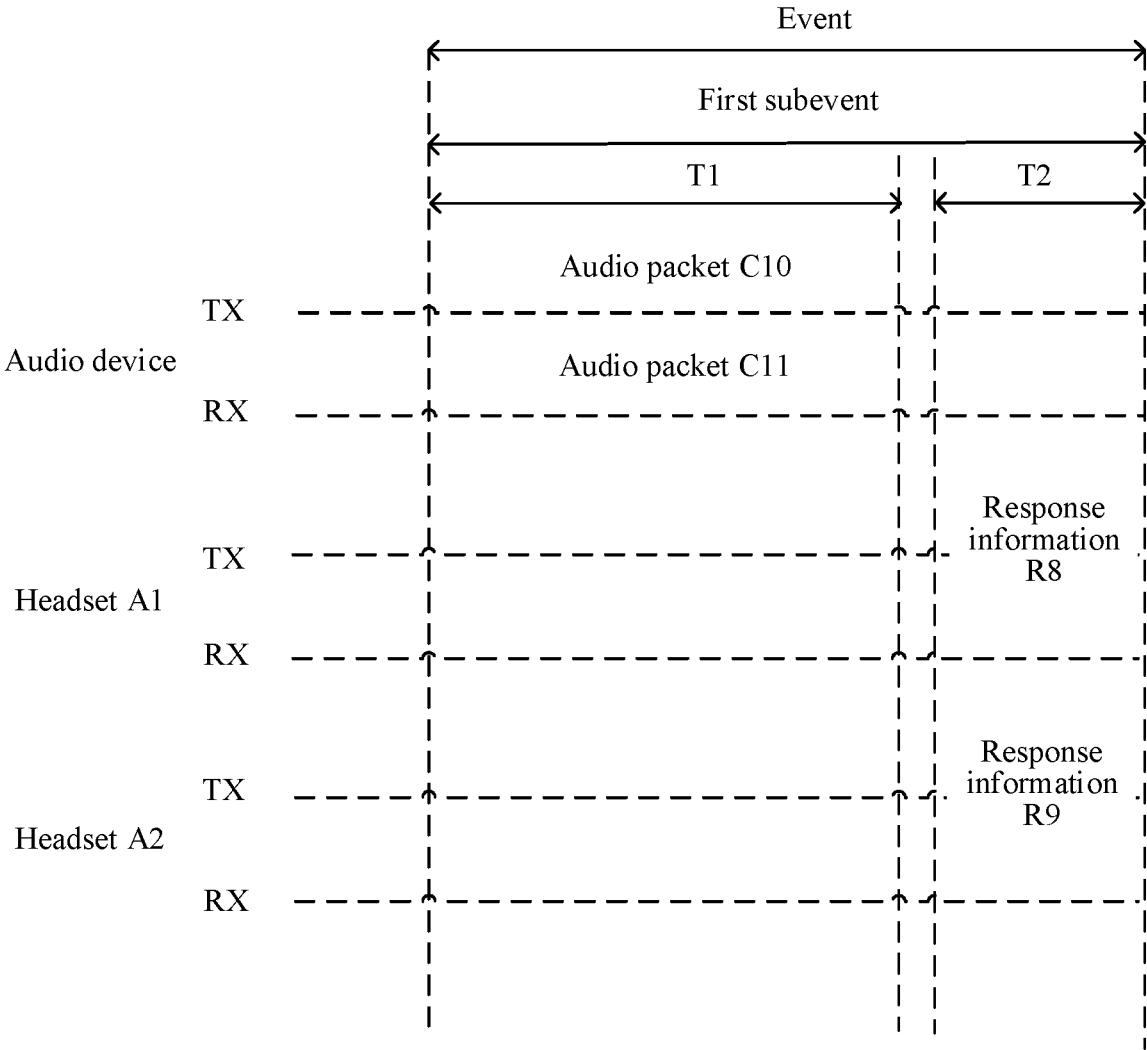 Event
First subevent
T1
T2
Audio packet C10
TX
Audio device
Audio packet C11
RX
Response
information
R8
TX
Headset A1
RX
Response
information
R9
TX
Headset A2
RX